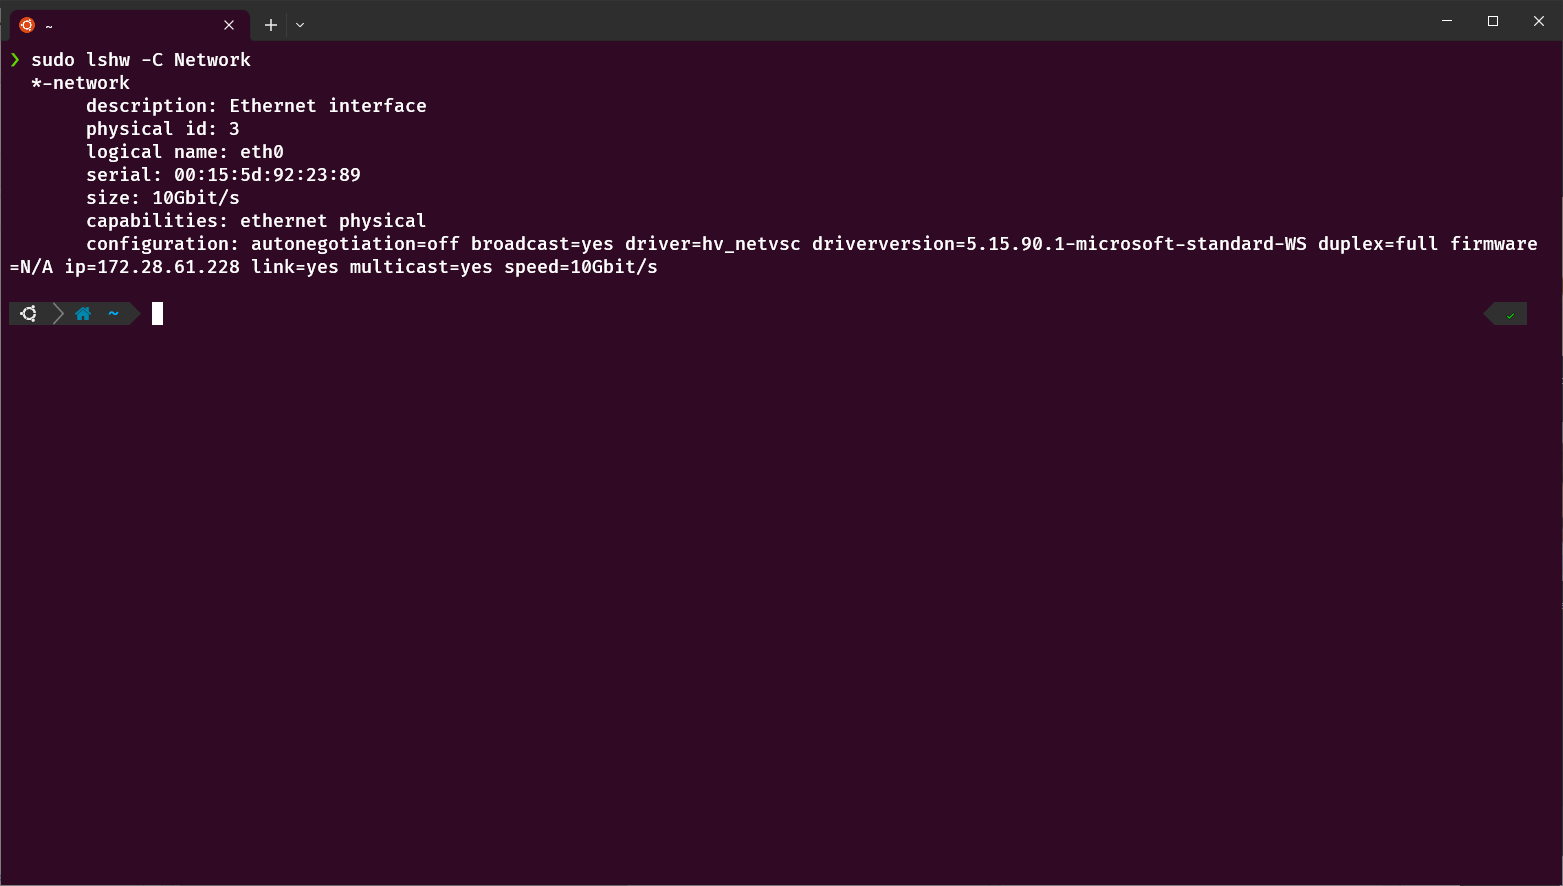 ~
❯ sudo lshw -C Network
  *-network
       description: Ethernet interface
       physical id: 3
       logical name: eth0
       serial: 00:15:5d:92:23:89
       size: 10Gbit/s
       capabilities: ethernet physical
       configuration: autonegotiation=off broadcast=yes driver=hv_netvsc driverversion=5.15.90.1-microsoft-standard-WS duplex=full firmware
=N/A ip=172.28.61.228 link=yes multicast=yes speed=10Gbit/s
~ ✓